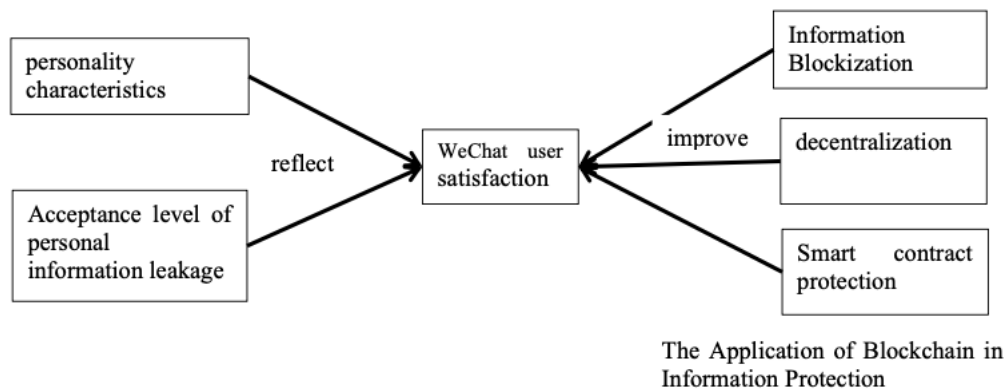 personality
characteristics
reflect
Acceptance level of
personal
information leakage
WeChat user
satisfaction
improve
Information
Blockization
decentralization
Smart contract
protection
The Application of Blockchain in
Information Protection